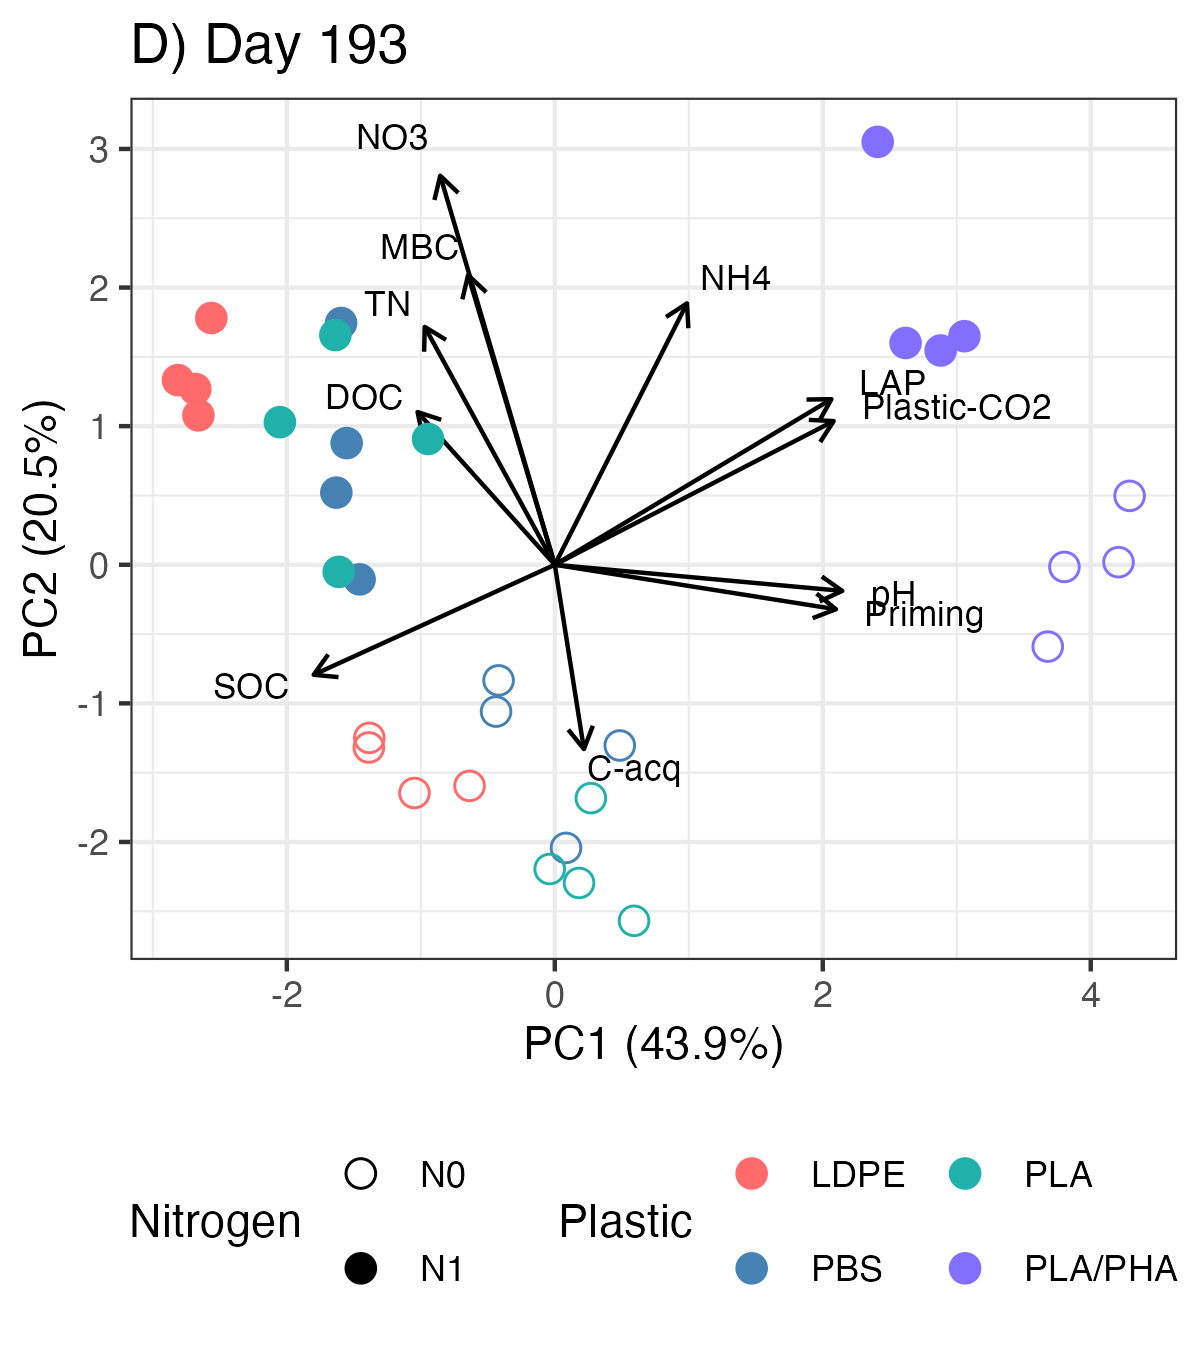 D) Day 193
NO3
MBC
NH4
TN
DOC
LAP
Plastic-CO2
pH
Priming
SOC
C-acq
3
2
1
0
-1
-2
PC2 (20.5%)
-2 0 2 4
PC1 (43.9%)
Nitrogen
N0
N1
Plastic
LDPE
PBS
PLA
PLA/PHA